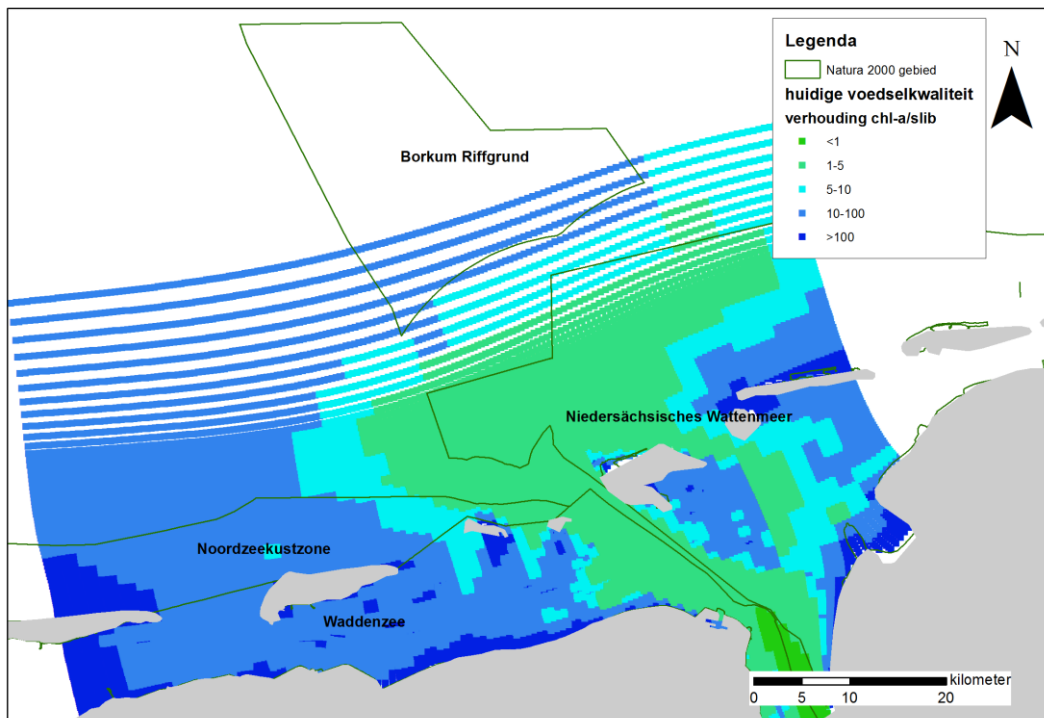 Legenda
Natura 2000 gebied
huidige voedselkwaliteit
verhouding chl-a/slib
<1
1-5
5-10
10-100
>100
N
Borkum Riffgrund
Niedersächsisches Wattenmeer
Noordzeekustzone
Waddenzee
kilometer
0 5 10 20